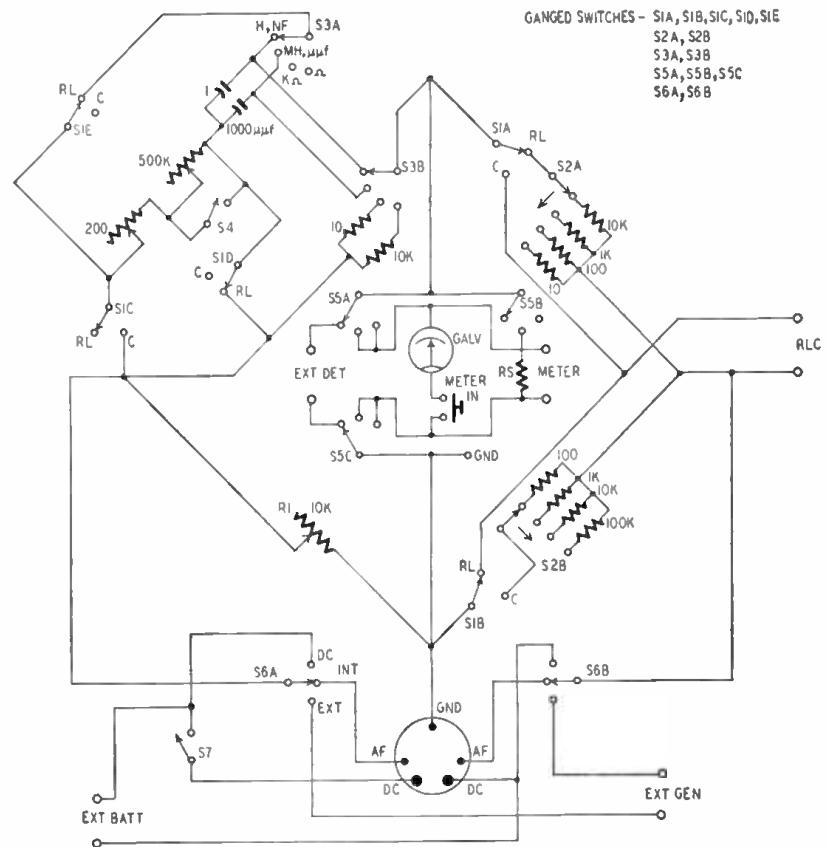 GANGED SWITCHES - S1A, S1B, S1C, S1D, S1E
S2A, S2B
S3A, S3B
S5A, S5B, S5C
S6A, S6B
H, NF
S3A
MH, μμf
KΩ
Ω
RL
C
S1E
1
1000μμf
500K
200
S4
S1D
C
RL
S1C
RL
C
S3B
10
10K
S1A
RL
C
S2A
10K
1K
100
10
S5A
S5B
GALV
EXT DET
METER
IN
RS
METER
S5C
GND
RLC
R1
10K
100
1K
10K
100K
S2B
RL
C
S1B
DC
S6A
INT
EXT
S6B
GND
AF
AF
DC
DC
S7
EXT BATT
EXT GEN